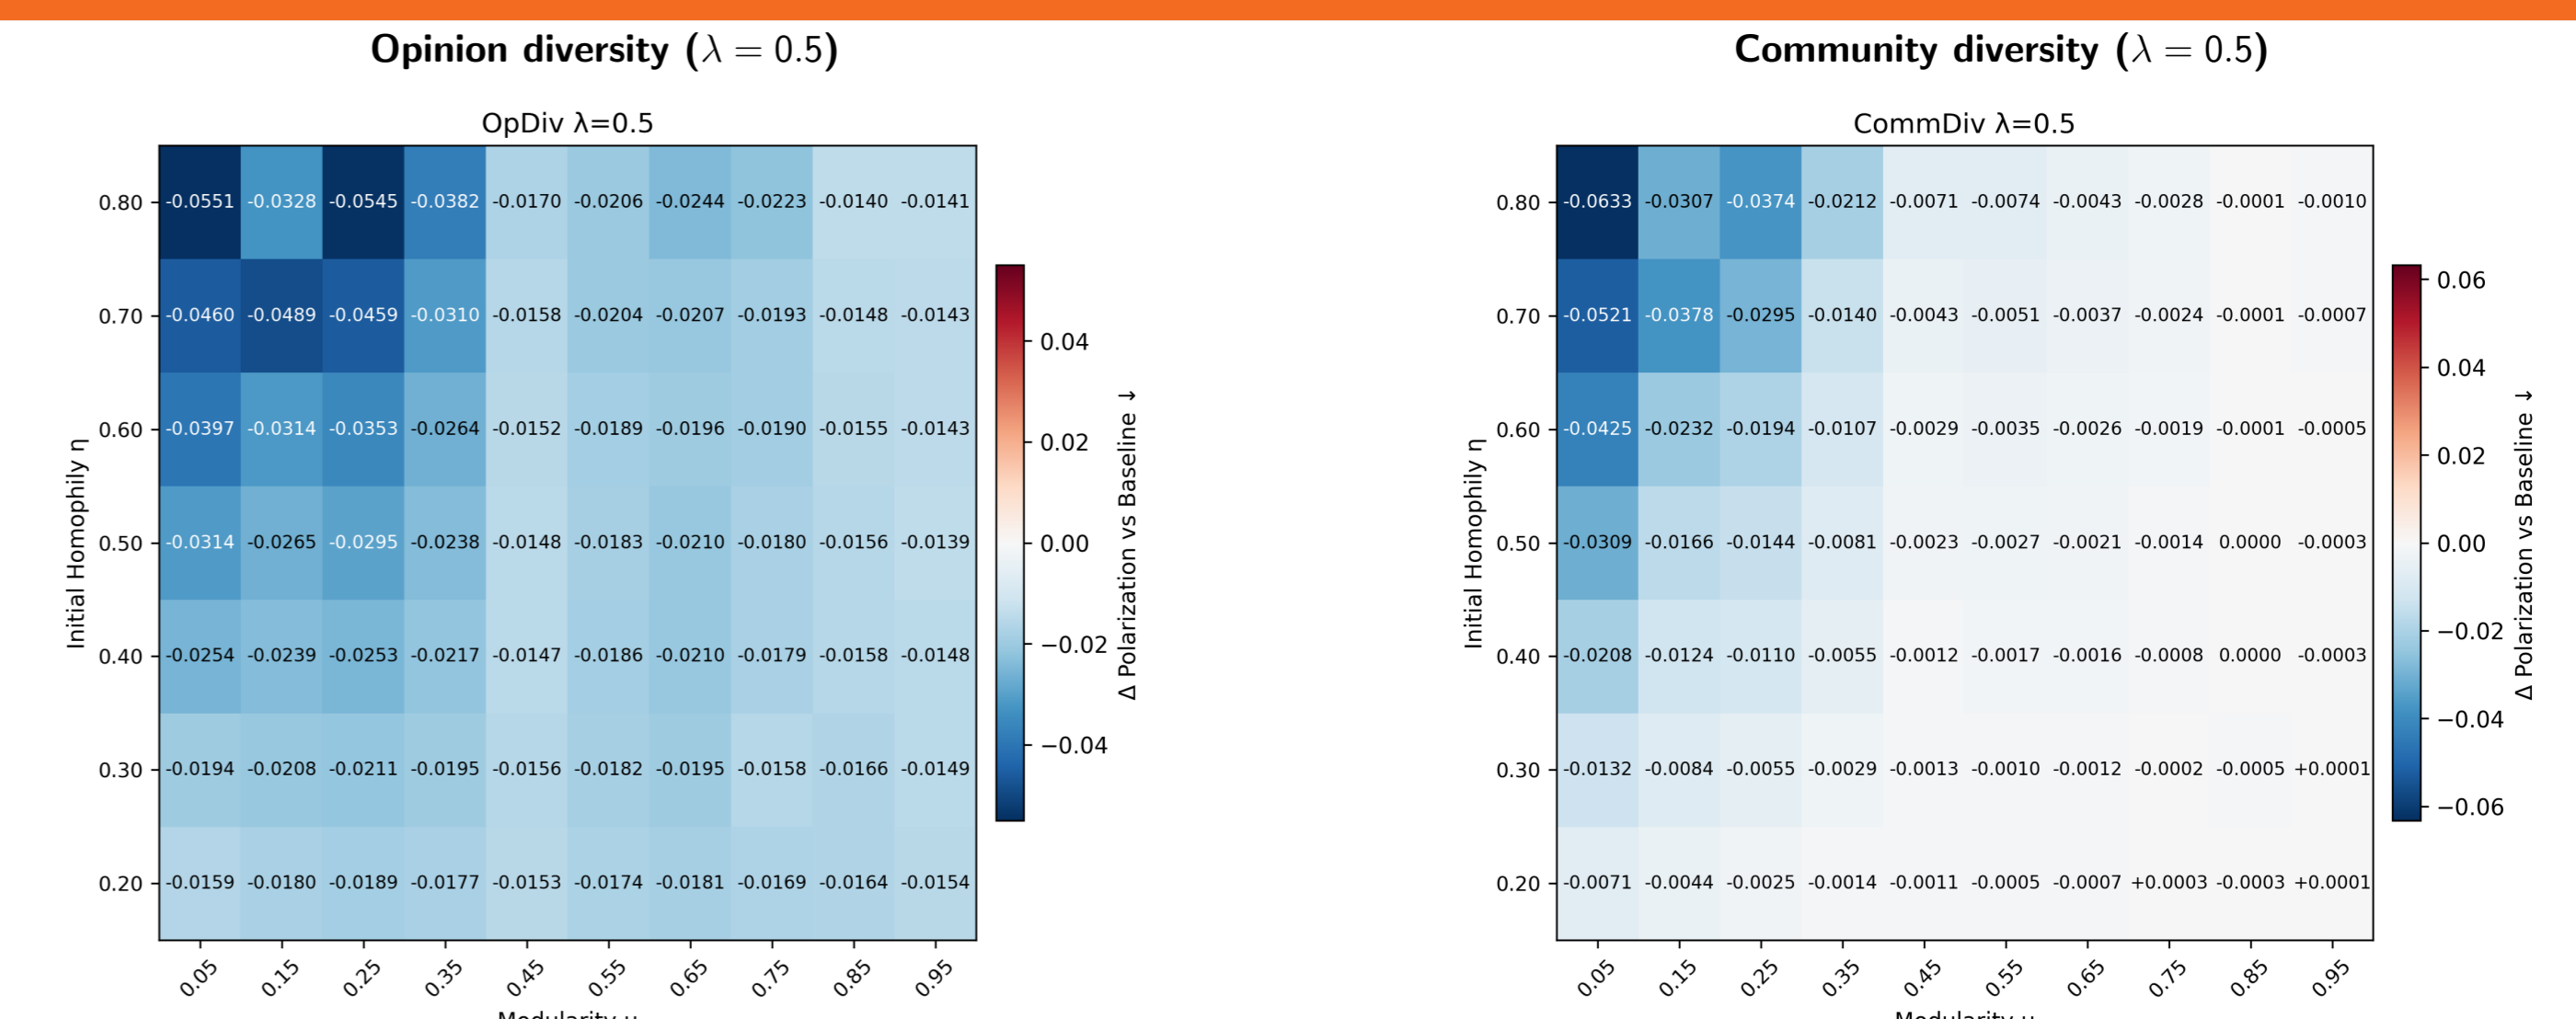 Opinion diversity (λ = 0.5)
OpDiv λ=0.5
Initial Homophily η
0.80 -0.0551 -0.0328 -0.0545 -0.0382 -0.0170 -0.0206 -0.0244 -0.0223 -0.0140 -0.0141
0.70 -0.0460 -0.0489 -0.0459 -0.0310 -0.0158 -0.0204 -0.0207 -0.0193 -0.0148 -0.0143
0.60 -0.0397 -0.0314 -0.0353 -0.0264 -0.0152 -0.0189 -0.0196 -0.0190 -0.0155 -0.0143
0.50 -0.0314 -0.0265 -0.0295 -0.0238 -0.0148 -0.0183 -0.0210 -0.0180 -0.0156 -0.0139
0.40 -0.0254 -0.0239 -0.0253 -0.0217 -0.0147 -0.0186 -0.0210 -0.0179 -0.0158 -0.0148
0.30 -0.0194 -0.0208 -0.0211 -0.0195 -0.0156 -0.0182 -0.0195 -0.0158 -0.0166 -0.0149
0.20 -0.0159 -0.0180 -0.0189 -0.0177 -0.0153 -0.0174 -0.0181 -0.0169 -0.0164 -0.0154
0.05 0.15 0.25 0.35 0.45 0.55 0.65 0.75 0.85 0.95
Modularity
0.04
0.02
0.00
−0.02
−0.04
Δ Polarization vs Baseline ↓
Community diversity (λ = 0.5)
CommDiv λ=0.5
Initial Homophily η
0.80 -0.0633 -0.0307 -0.0374 -0.0212 -0.0071 -0.0074 -0.0043 -0.0028 -0.0001 -0.0010
0.70 -0.0521 -0.0378 -0.0295 -0.0140 -0.0043 -0.0051 -0.0037 -0.0024 -0.0001 -0.0007
0.60 -0.0425 -0.0232 -0.0194 -0.0107 -0.0029 -0.0035 -0.0026 -0.0019 -0.0001 -0.0005
0.50 -0.0309 -0.0166 -0.0144 -0.0081 -0.0023 -0.0027 -0.0021 -0.0014 0.0000 -0.0003
0.40 -0.0208 -0.0124 -0.0110 -0.0055 -0.0012 -0.0017 -0.0016 -0.0008 0.0000 -0.0003
0.30 -0.0132 -0.0084 -0.0055 -0.0029 -0.0013 -0.0010 -0.0012 -0.0002 -0.0005 +0.0001
0.20 -0.0071 -0.0044 -0.0025 -0.0014 -0.0011 -0.0005 -0.0007 +0.0003 -0.0003 +0.0001
0.05 0.15 0.25 0.35 0.45 0.55 0.65 0.75 0.85 0.95
Modularity
0.06
0.04
0.02
0.00
−0.02
−0.04
−0.06
Δ Polarization vs Baseline ↓